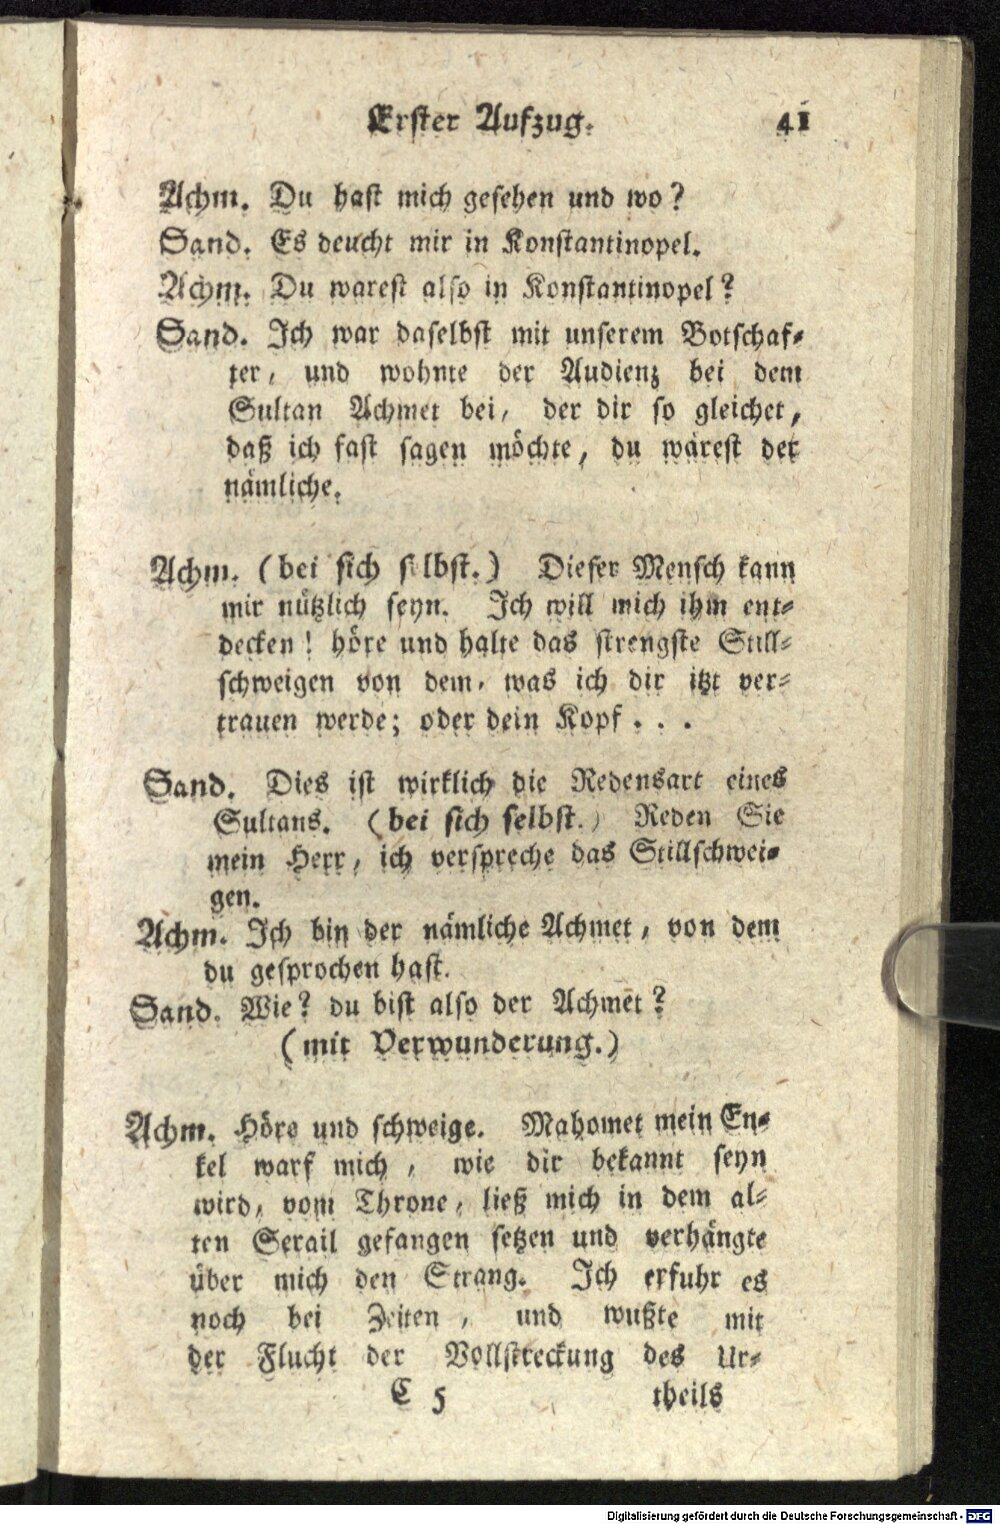 Erster Aufzug. 41
Achm. Du hast mich gesehen und wo?
Sand. Es deucht mir in Konstantinopel.
Achm. Du warest also in Konstantinopel?
Sand. Ich war daselbst mit unserem Botschaf-
ter, und wohnte der Audienz bei dem
Sultan Achmet bei, der dir so gleichet,
daß ich fast sagen möchte, du wärest der
nämliche.
Achm. (bei sich selbst.) Dieser Mensch kann
mir nützlich seyn. Ich will mich ihm ent-
decken! höre und halte das strengste Still-
schweigen von dem, was ich dir itzt ver-
trauen werde; oder dein Kopf . . .
Sand. Dies ist wirklich die Redensart eines
Sultans. (bei sich selbst.) Reden Sie
mein Herr, ich verspreche das Stillschwei-
gen.
Achm. Ich bin der nämliche Achmet, von dem
du gesprochen hast.
Sand. Wie? du bist also der Achmet?
(mit Verwunderung.)
Achm. Höre und schweige. Mahomet mein En-
kel warf mich, wie dir bekannt seyn
wird, vom Throne, ließ mich in dem al-
ten Serail gefangen setzen und verhängte
über mich den Strang. Ich erfuhr es
noch bei Zeiten, und wußte mit
der Flucht der Vollstreckung des Ur-
C 5 theils
Digitalisierung gefördert durch die Deutsche Forschungsgemeinschaft - DFG